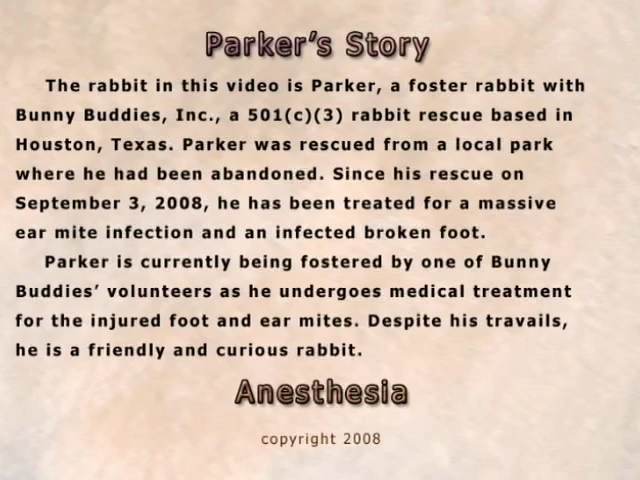 Parker’s Story
The rabbit in this video is Parker, a foster rabbit with
Bunny Buddies, Inc., a 501(c)(3) rabbit rescue based in
Houston, Texas. Parker was rescued from a local park
where he had been abandoned. Since his rescue on
September 3, 2008, he has been treated for a massive
ear mite infection and an infected broken foot.
Parker is currently being fostered by one of Bunny
Buddies’ volunteers as he undergoes medical treatment
for the injured foot and ear mites. Despite his travails,
he is a friendly and curious rabbit.
Anesthesia
copyright 2008